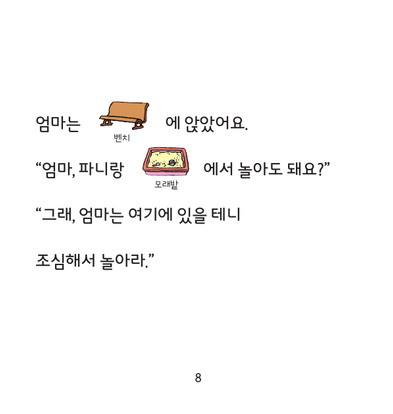 엄마는 에 앉았어요.
벤치
“엄마, 파니랑 에서 놀아도 돼요?”
모래밭
“그래, 엄마는 여기에 있을 테니
조심해서 놀아라.”
8